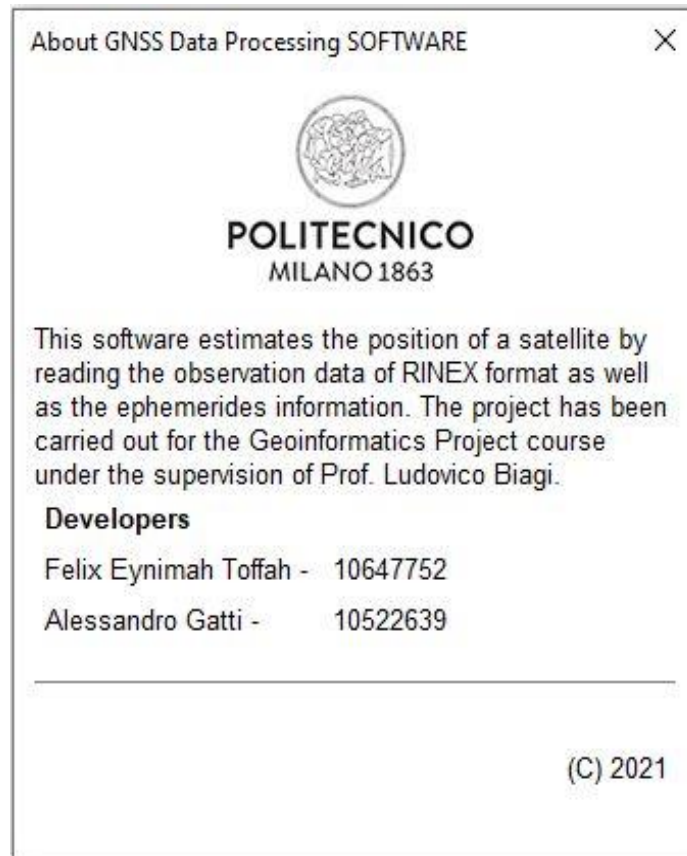 About GNSS Data Processing SOFTWARE
POLITECNICO
MILANO 1863
This software estimates the position of a satellite by
reading the observation data of RINEX format as well
as the ephemerides information. The project has been
carried out for the Geoinformatics Project course
under the supervision of Prof. Ludovico Biagi.
Developers
Felix Eynimah Toffah - 10647752
Alessandro Gatti - 10522639
(C) 2021